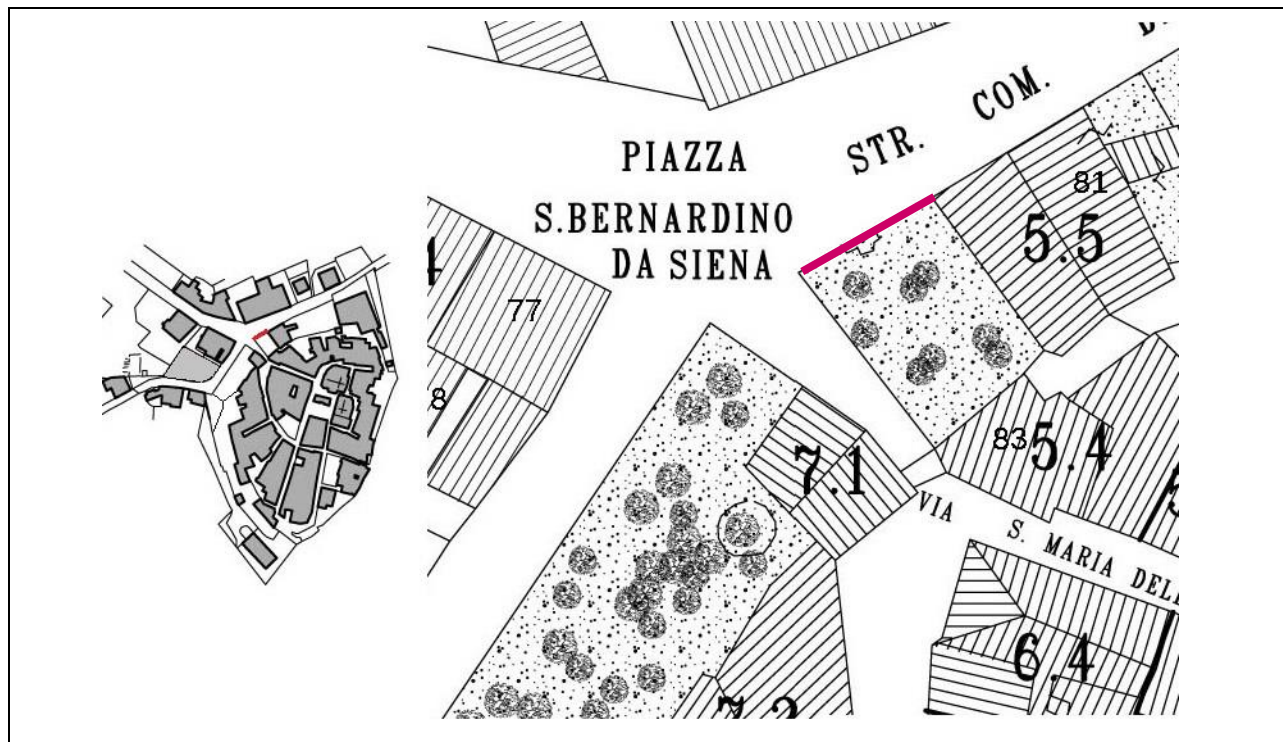 STR. COM.
PIAZZA
S. BERNARDINO
DA SIENA
81
5.5
77
8
83
5.4
7.1
VIA S. MARIA DEL
6.4